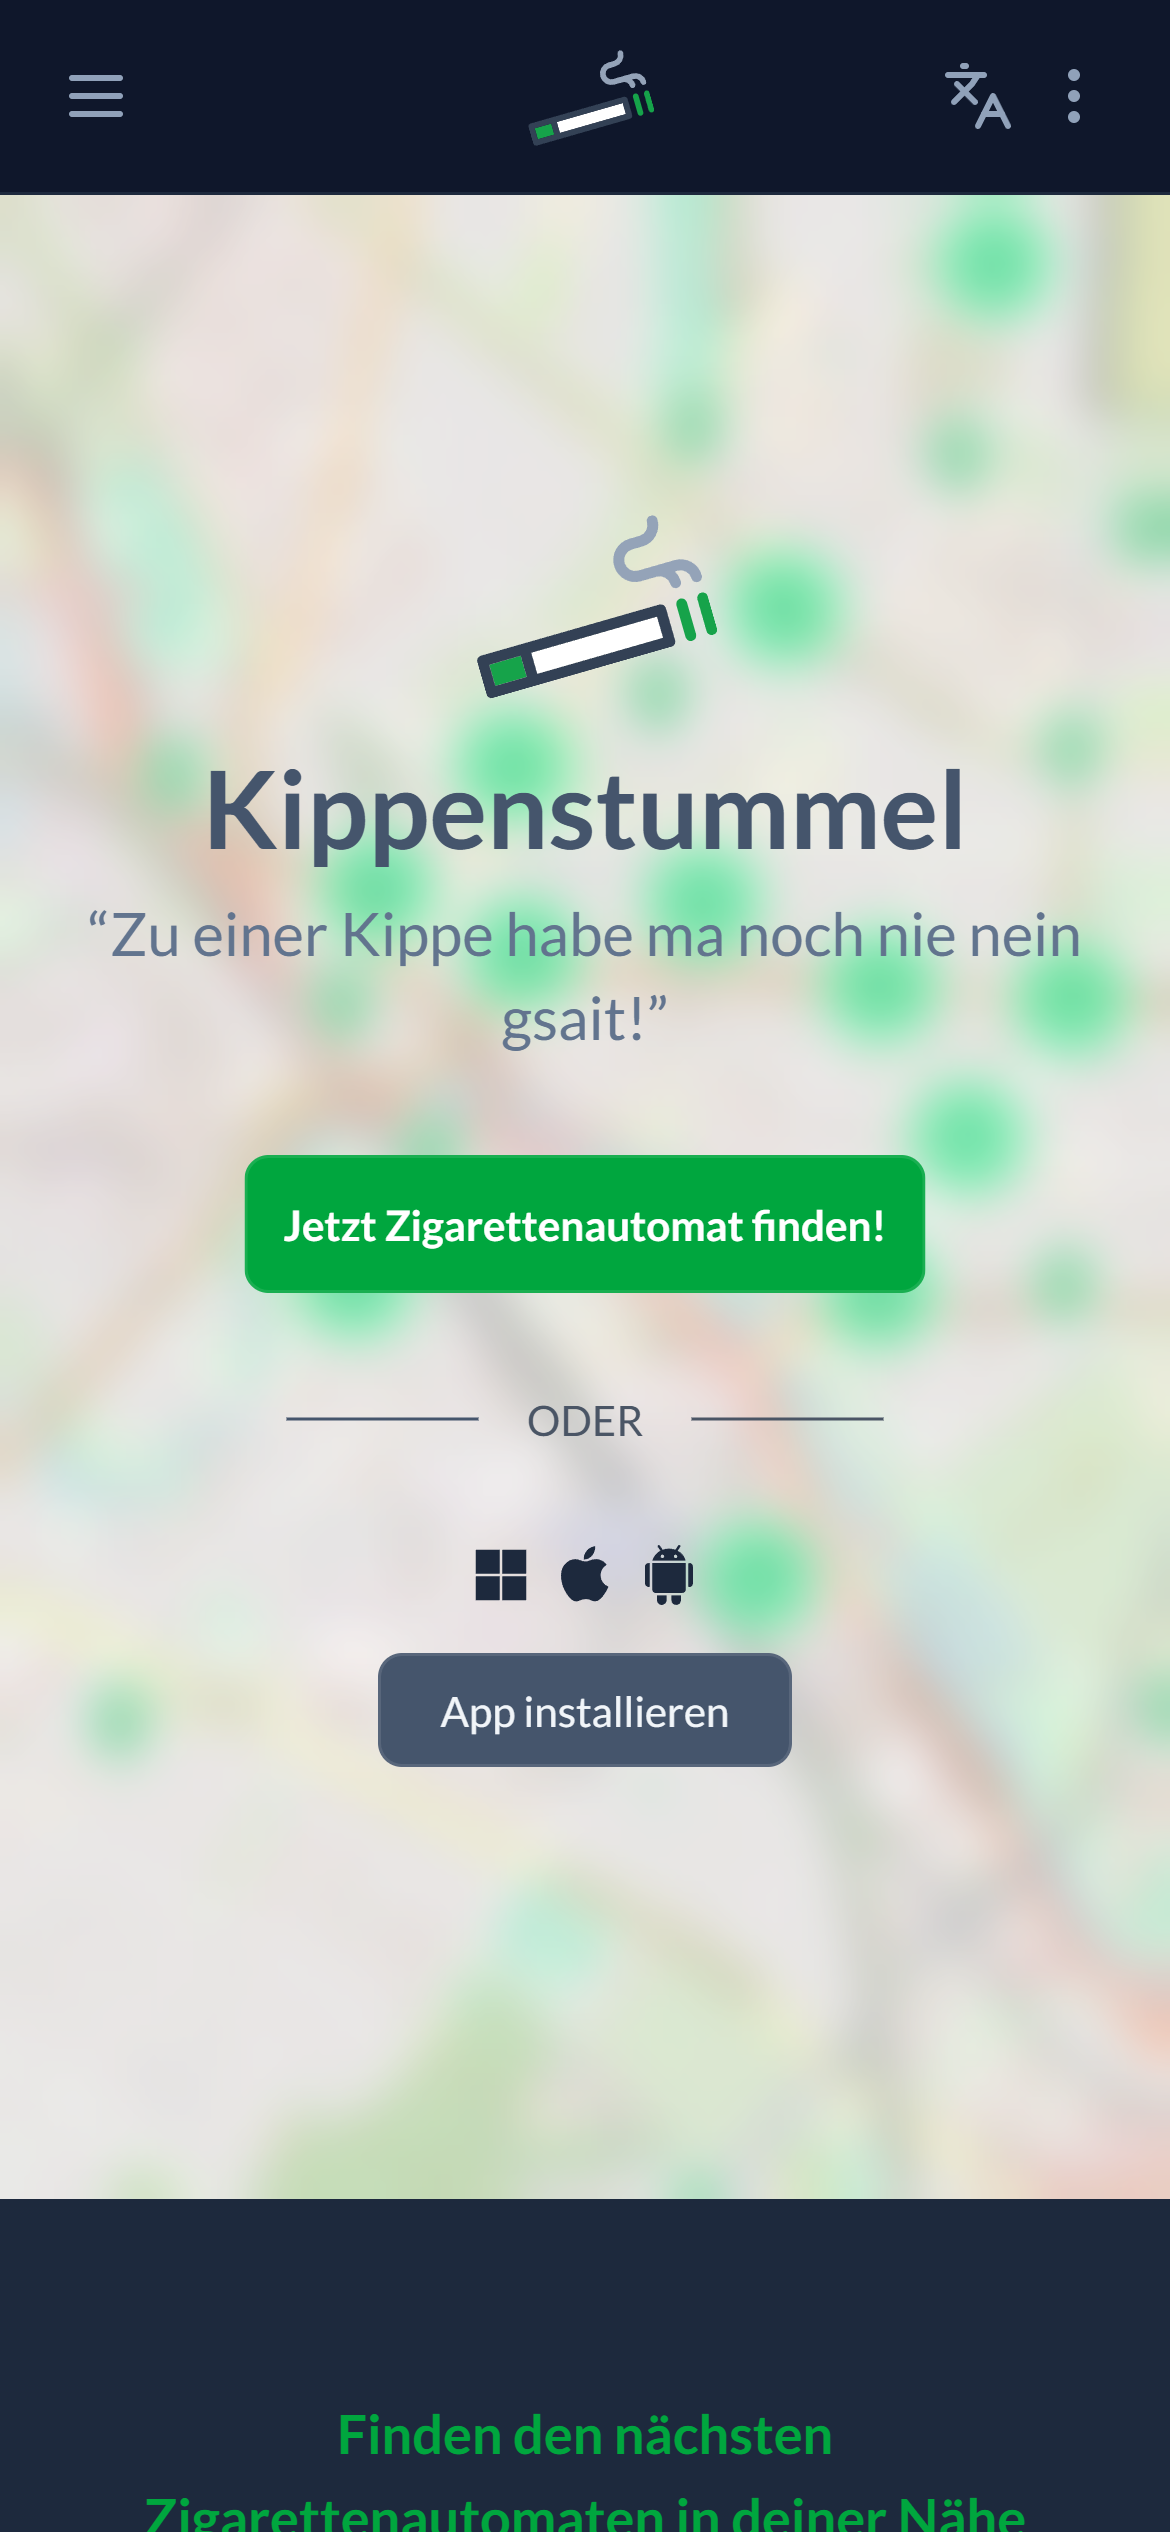 Kippenstummel
“Zu einer Kippe habe ma noch nie nein
gsait!”
Jetzt Zigarettenautomat finden!
ODER
App installieren
Finden den nächsten
Zigarettenautomaten in deiner Nähe